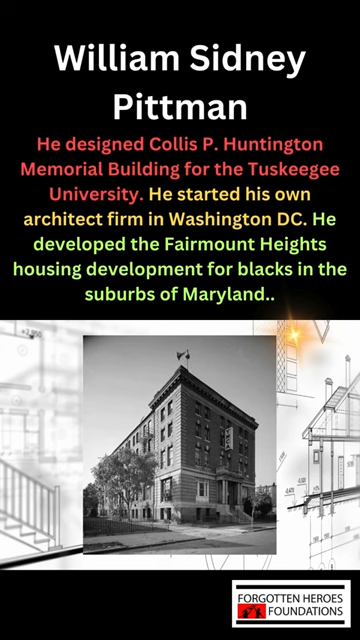 William Sidney
Pittman
He designed Collis P. Huntington
Memorial Building for the Tuskeegee
University. He started his own
architect firm in Washington DC. He
developed the Fairmount Heights
housing development for blacks in the
suburbs of Maryland..
FORGOTTEN HEROES
FOUNDATIONS